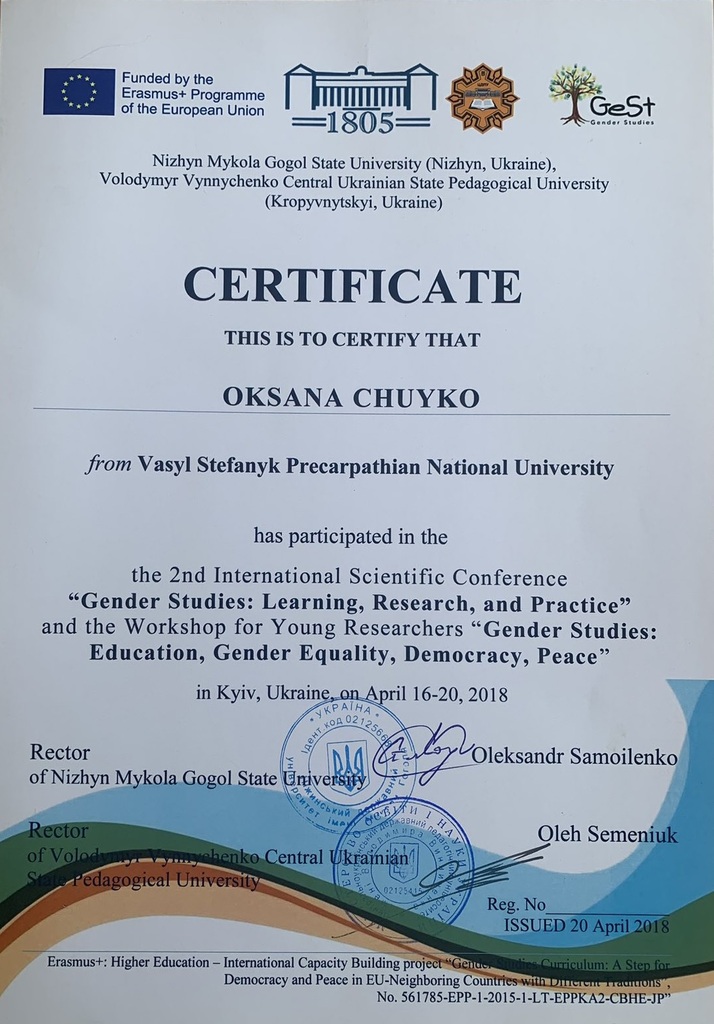 Funded by the
Erasmus+ Programme
of the European Union
1805
GeSt
Gender Studies
Nizhyn Mykola Gogol State University (Nizhyn, Ukraine),
Volodymyr Vynnychenko Central Ukrainian State Pedagogical University
(Kropyvnytskyi, Ukraine)
CERTIFICATE
THIS IS TO CERTIFY THAT
OKSANA CHUYKO
from Vasyl Stefanyk Precarpathian National University
has participated in the
the 2nd International Scientific Conference
“Gender Studies: Learning, Research, and Practice”
and the Workshop for Young Researchers “Gender Studies:
Education, Gender Equality, Democracy, Peace”
in Kyiv, Ukraine, on April 16-20, 2018
УКРАЇНА
Ідент.код
Rector
of Nizhyn Mykola Gogol State University
Oleksandr Samoilenko
Rector
of Volodymyr Vynnychenko Central Ukrainian
State Pedagogical University
Oleh Semeniuk
Reg. No
ISSUED 20 April 2018
Erasmus+: Higher Education – International Capacity Building project “Gender Studies Curriculum: A Step for
Democracy and Peace in EU-Neighboring Countries with Different Traditions”,
No. 561785-EPP-1-2015-1-LT-EPPKA2-CBHE-JP”